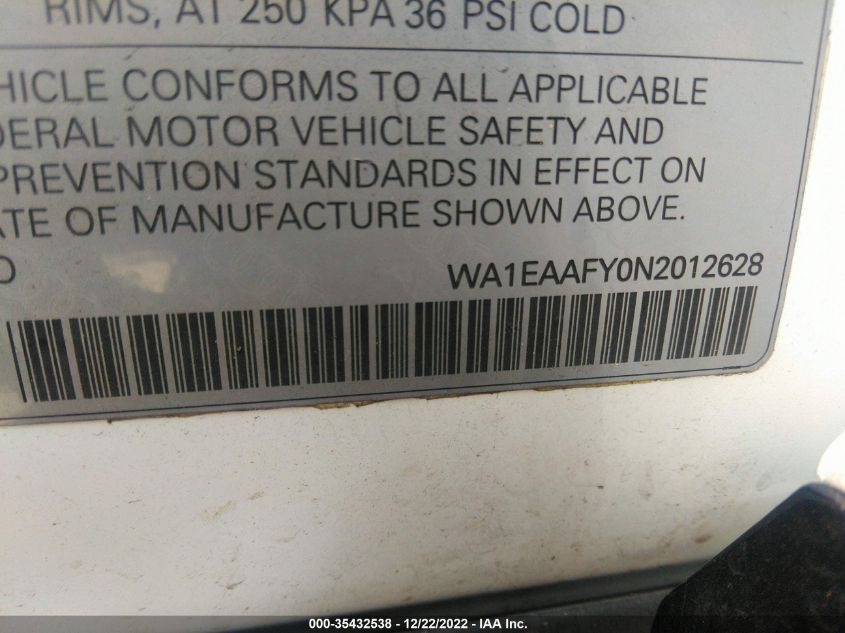 RIMS, AT 250 KPA 36 PSI COLD
HICLE CONFORMS TO ALL APPLICABLE
DERAL MOTOR VEHICLE SAFETY AND
PREVENTION STANDARDS IN EFFECT ON
ATE OF MANUFACTURE SHOWN ABOVE.
WA1EAAFY0N2012628
000-35432538 - 12/22/2022 - IAA Inc.